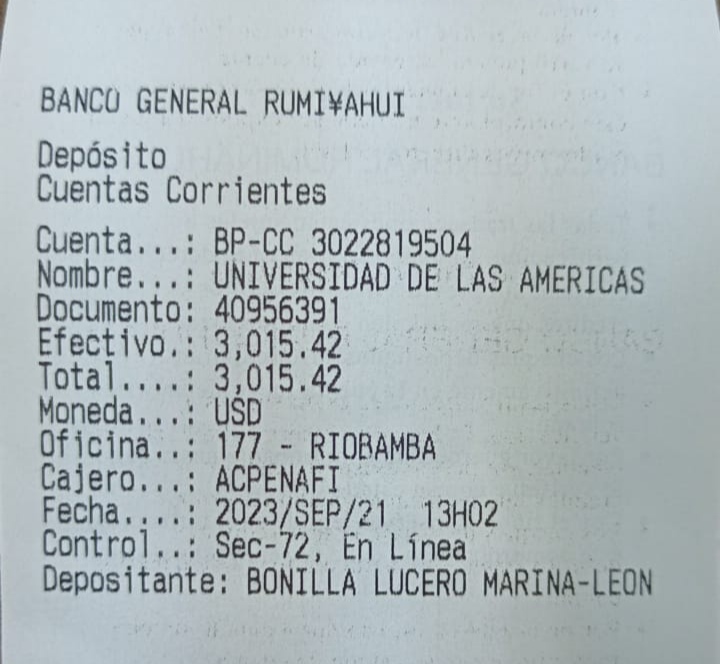 BANCO GENERAL RUMI¥AHUI
Depósito
Cuentas Corrientes
Cuenta...: BP-CC 3022819504
Nombre...: UNIVERSIDAD DE LAS AMERICAS
Documento: 40956391
Efectivo.: 3,015.42
Total....: 3,015.42
Moneda...: USD
Oficina..: 177 - RIOBAMBA
Cajero...: ACPENAFI
Fecha....: 2023/SEP/21 13H02
Control..: Sec-72, En Línea
Depositante: BONILLA LUCERO MARINA-LEON